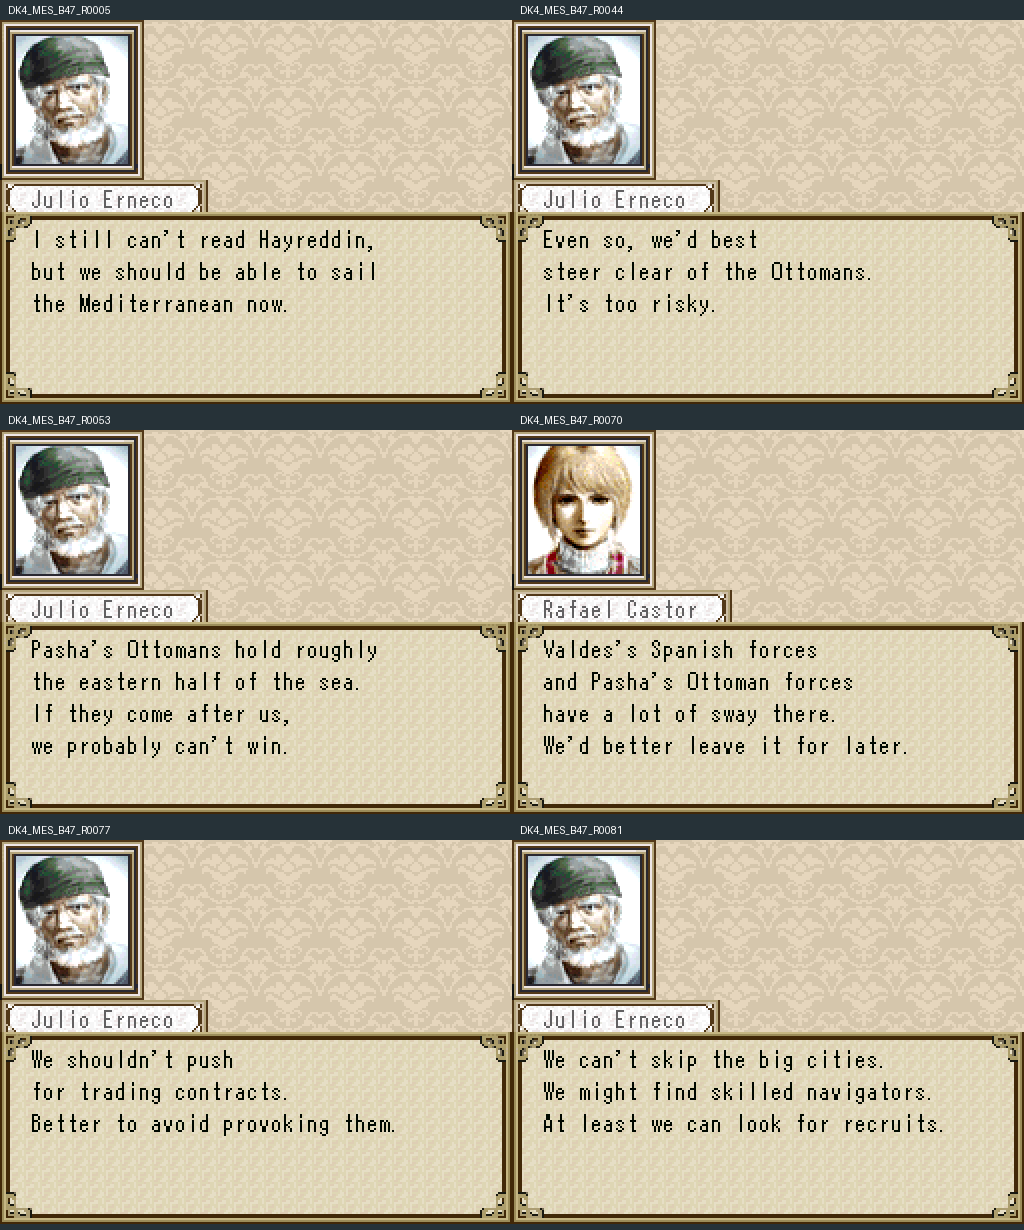 DK4_MES_B47_R0005
Julio Erneco
I still can't read Hayreddin,
but we should be able to sail
the Mediterranean now.
DK4_MES_B47_R0044
Julio Erneco
Even so, we'd best
steer clear of the Ottomans.
It's too risky.
DK4_MES_B47_R0053
Julio Erneco
Pasha's Ottomans hold roughly
the eastern half of the sea.
If they come after us,
we probably can't win.
DK4_MES_B47_R0070
Rafael Castor
Valdes's Spanish forces
and Pasha's Ottoman forces
have a lot of sway there.
We'd better leave it for later.
DK4_MES_B47_R0077
Julio Erneco
We shouldn't push
for trading contracts.
Better to avoid provoking them.
DK4_MES_B47_R0081
Julio Erneco
We can't skip the big cities.
We might find skilled navigators.
At least we can look for recruits.